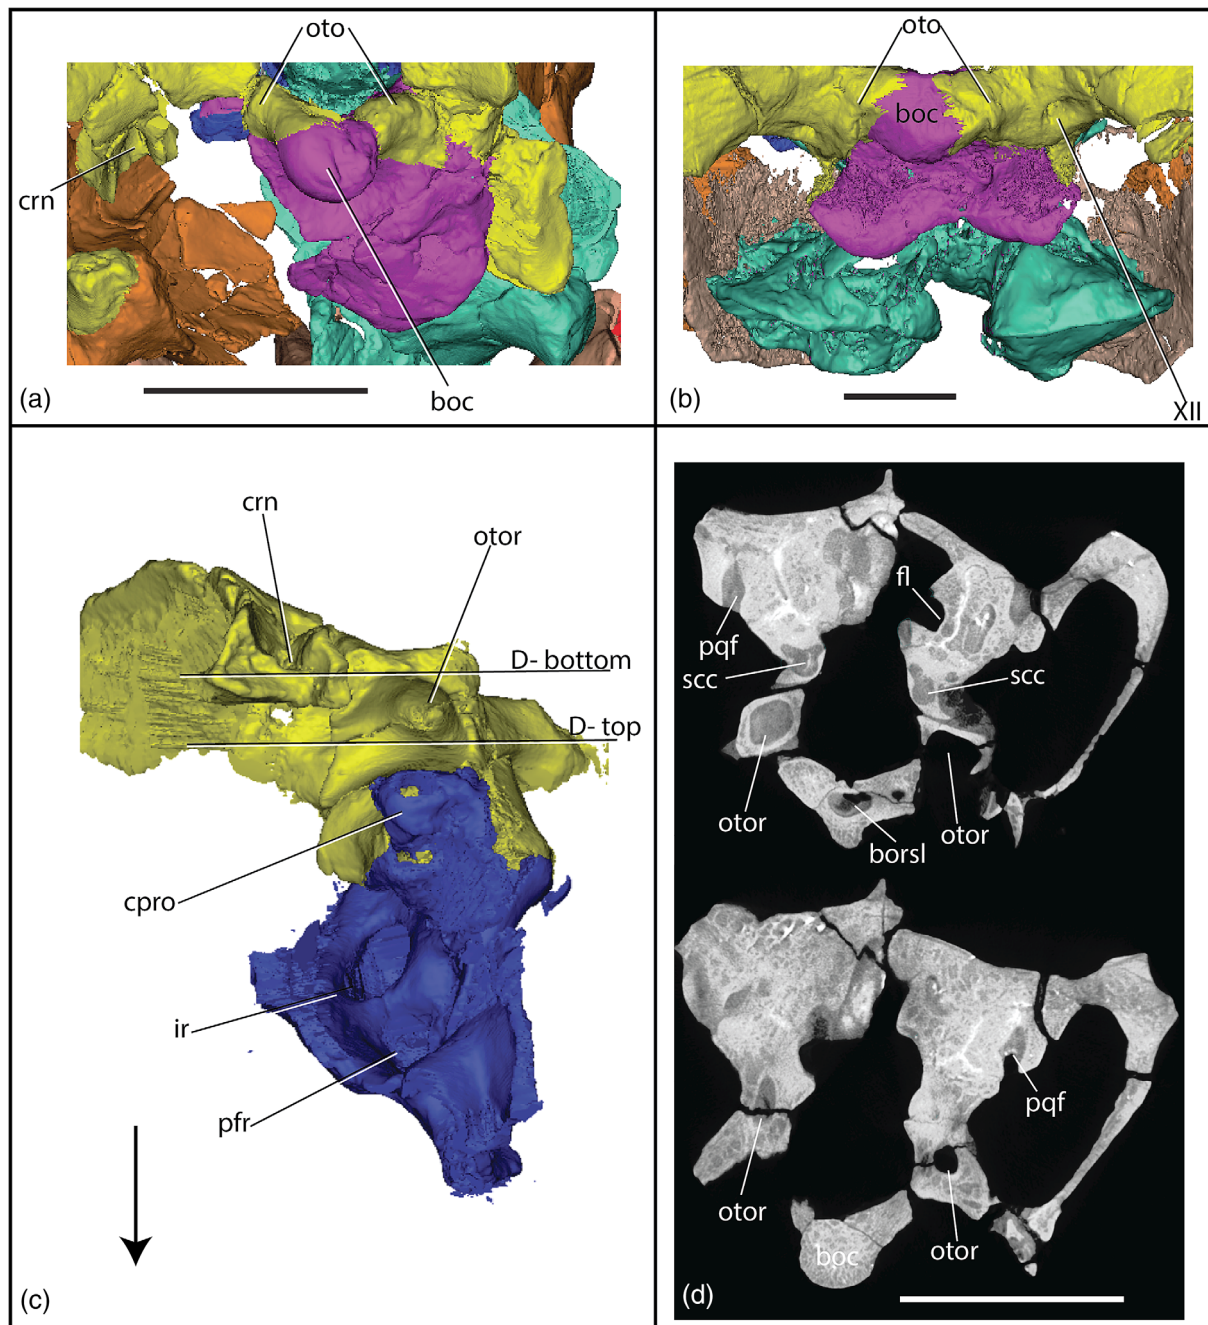 oto
crn
boc
(a)
oto
boc
XII
(b)
crn
otor
D- bottom
D- top
cpro
ir
pfr
(c)
fl
pqf
scc
scc
otor
otor
borsl
pqf
otor
otor
boc
(d)